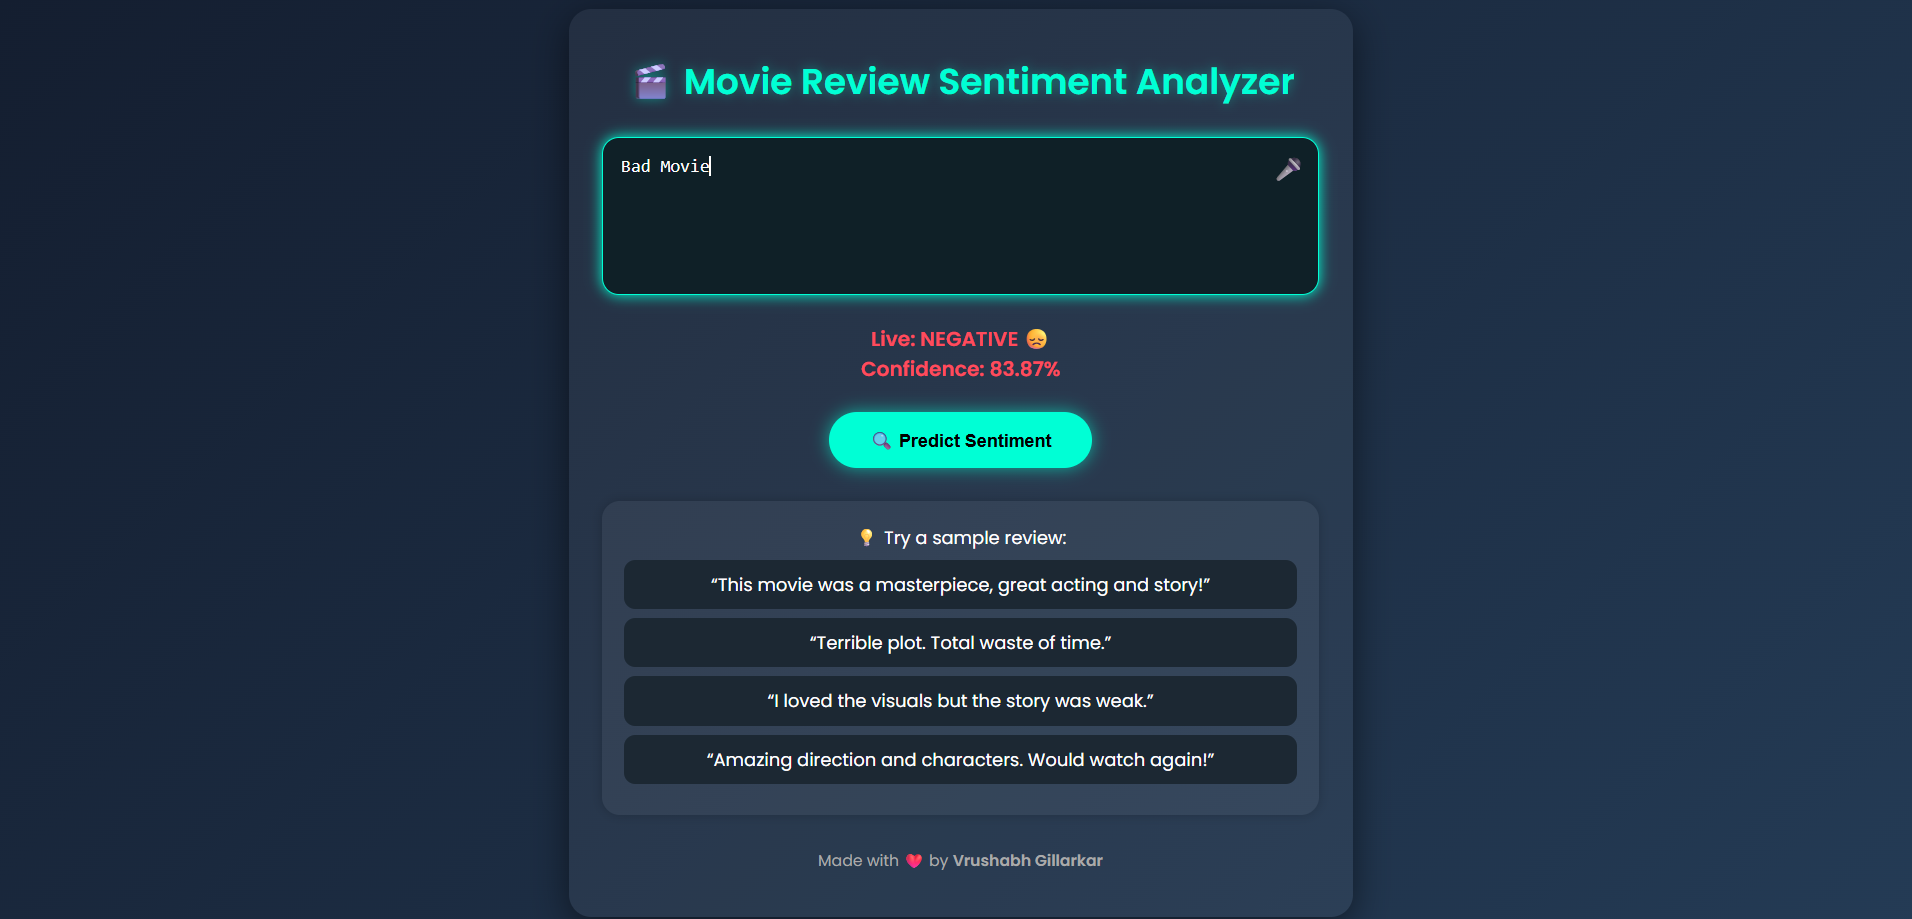 🎬 Movie Review Sentiment Analyzer
Bad Movie
Live: NEGATIVE 😞
Confidence: 83.87%
🔍 Predict Sentiment
💡 Try a sample review:
“This movie was a masterpiece, great acting and story!”
“Terrible plot. Total waste of time.”
“I loved the visuals but the story was weak.”
“Amazing direction and characters. Would watch again!”
Made with ❤️ by Vrushabh Gillarkar